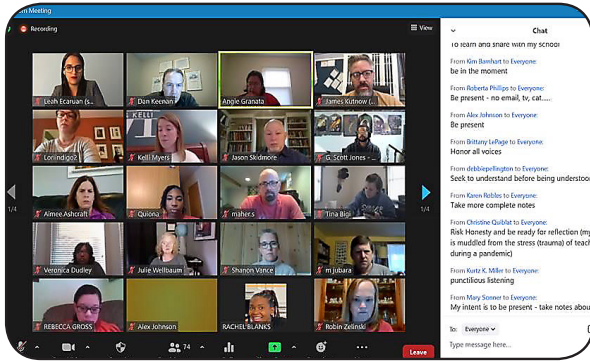 Meeting
Recording
View
Chat
Leah Ecaruan (s...
Dan Keenan
Angie Granata
James Kutnow (...
Loriindigo2
Kelli Myers
Jason Skidmore
G. Scott Jones - ...
Aimee Ashcraft
Quiona
maher.s
Tina Bigi
1/4
1/4
Veronica Dudley
Julie Wellbaum
Shanon Vance
m jubara
REBECCA GROSS
Alex Johnson
RACHEL BLANKS
Robin Zelinski
74
Leave
To learn and share with my school
From Kim Barnhart to Everyone:
be in the moment
From Roberta Phillips to Everyone:
Be present - no email, tv, cat.....
From Alex Johnson to Everyone:
Be present
From Brittany LePage to Everyone:
Honor all voices
From debbiepellington to Everyone:
Seek to understand before being understoo
From Karen Robles to Everyone:
Take more complete notes
From Christine Quiblat to Everyone:
Risk Honesty and be ready for reflection (my
is muddled from the stress (trauma) of teach
during a pandemic)
From Kurtz K. Miller to Everyone:
punctilious listening
From Mary Sonner to Everyone:
My intent is to be present - take notes abou
To: Everyone
Type message here...